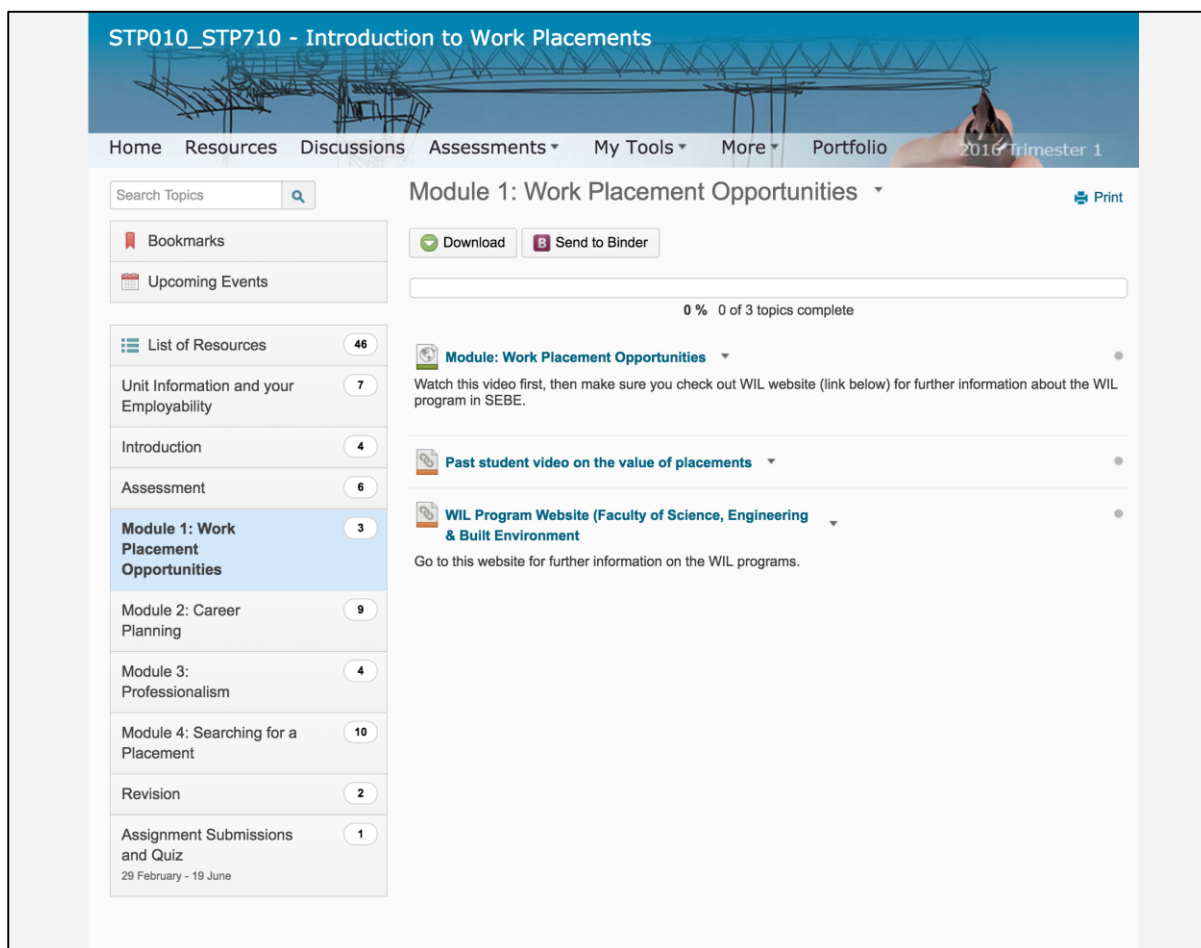 STP010_STP710 - Introduction to Work Placements
Home Resources Discussions Assessments My Tools More Portfolio
2016 Trimester 1
Search Topics
Bookmarks
Upcoming Events
List of Resources 46
Unit Information and your 7
Employability
Introduction 4
Assessment 6
Module 1: Work 3
Placement
Opportunities
Module 2: Career 9
Planning
Module 3: 4
Professionalism
Module 4: Searching for a 10
Placement
Revision 2
Assignment Submissions 1
and Quiz
29 February - 19 June
Module 1: Work Placement Opportunities
Print
Download B Send to Binder
0 % 0 of 3 topics complete
Module: Work Placement Opportunities
Watch this video first, then make sure you check out WIL website (link below) for further information about the WIL
program in SEBE.
Past student video on the value of placements
WIL Program Website (Faculty of Science, Engineering
& Built Environment
Go to this website for further information on the WIL programs.